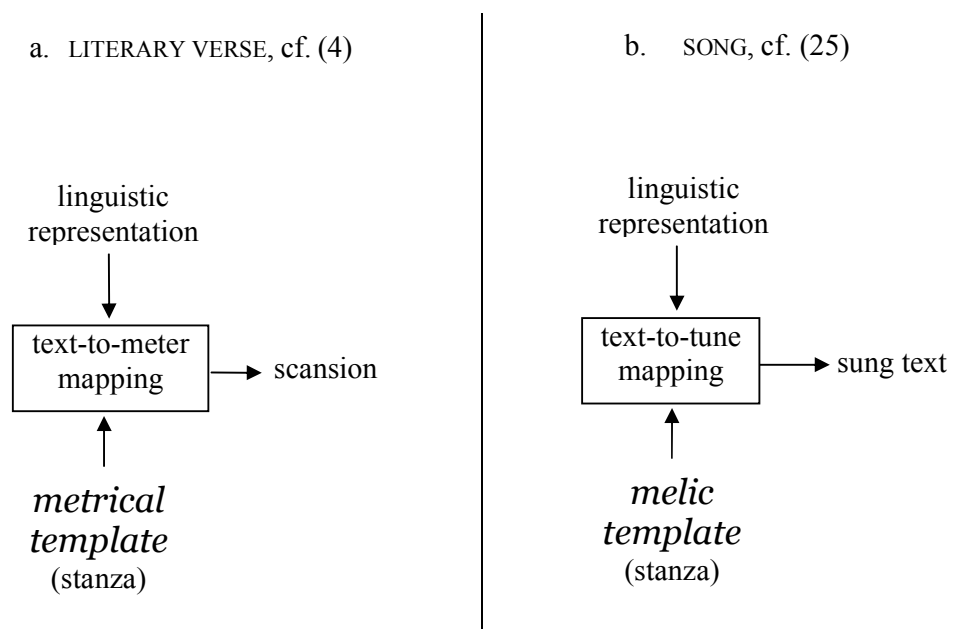 a. LITERARY VERSE, cf. (4)
linguistic
representation
text-to-meter
mapping
scansion
metrical
template
(stanza)
b. SONG, cf. (25)
linguistic
representation
text-to-tune
mapping
sung text
melic
template
(stanza)